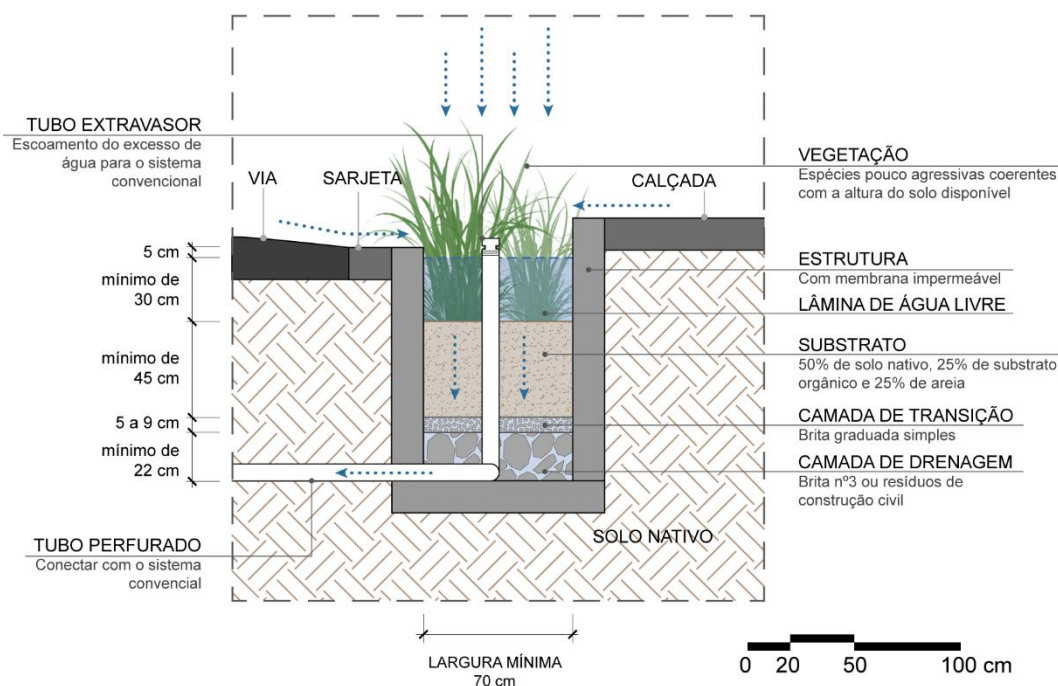 TUBO EXTRAVASOR
Escoamento do excesso de
água para o sistema
convencional
VIA
SARJETA
CALÇADA
VEGETAÇÃO
Espécies pouco agressivas coerentes
com a altura do solo disponível
5 cm
mínimo de
30 cm
mínimo de
45 cm
5 a 9 cm
mínimo de
22 cm
ESTRUTURA
Com membrana impermeável
LÂMINA DE ÁGUA LIVRE
SUBSTRATO
50% de solo nativo, 25% de substrato
orgânico e 25% de areia
CAMADA DE TRANSIÇÃO
Brita graduada simples
CAMADA DE DRENAGEM
Brita nº3 ou resíduos de
construção civil
TUBO PERFURADO
Conectar com o sistema
convencial
SOLO NATIVO
LARGURA MÍNIMA
70 cm
0 20 50 100 cm